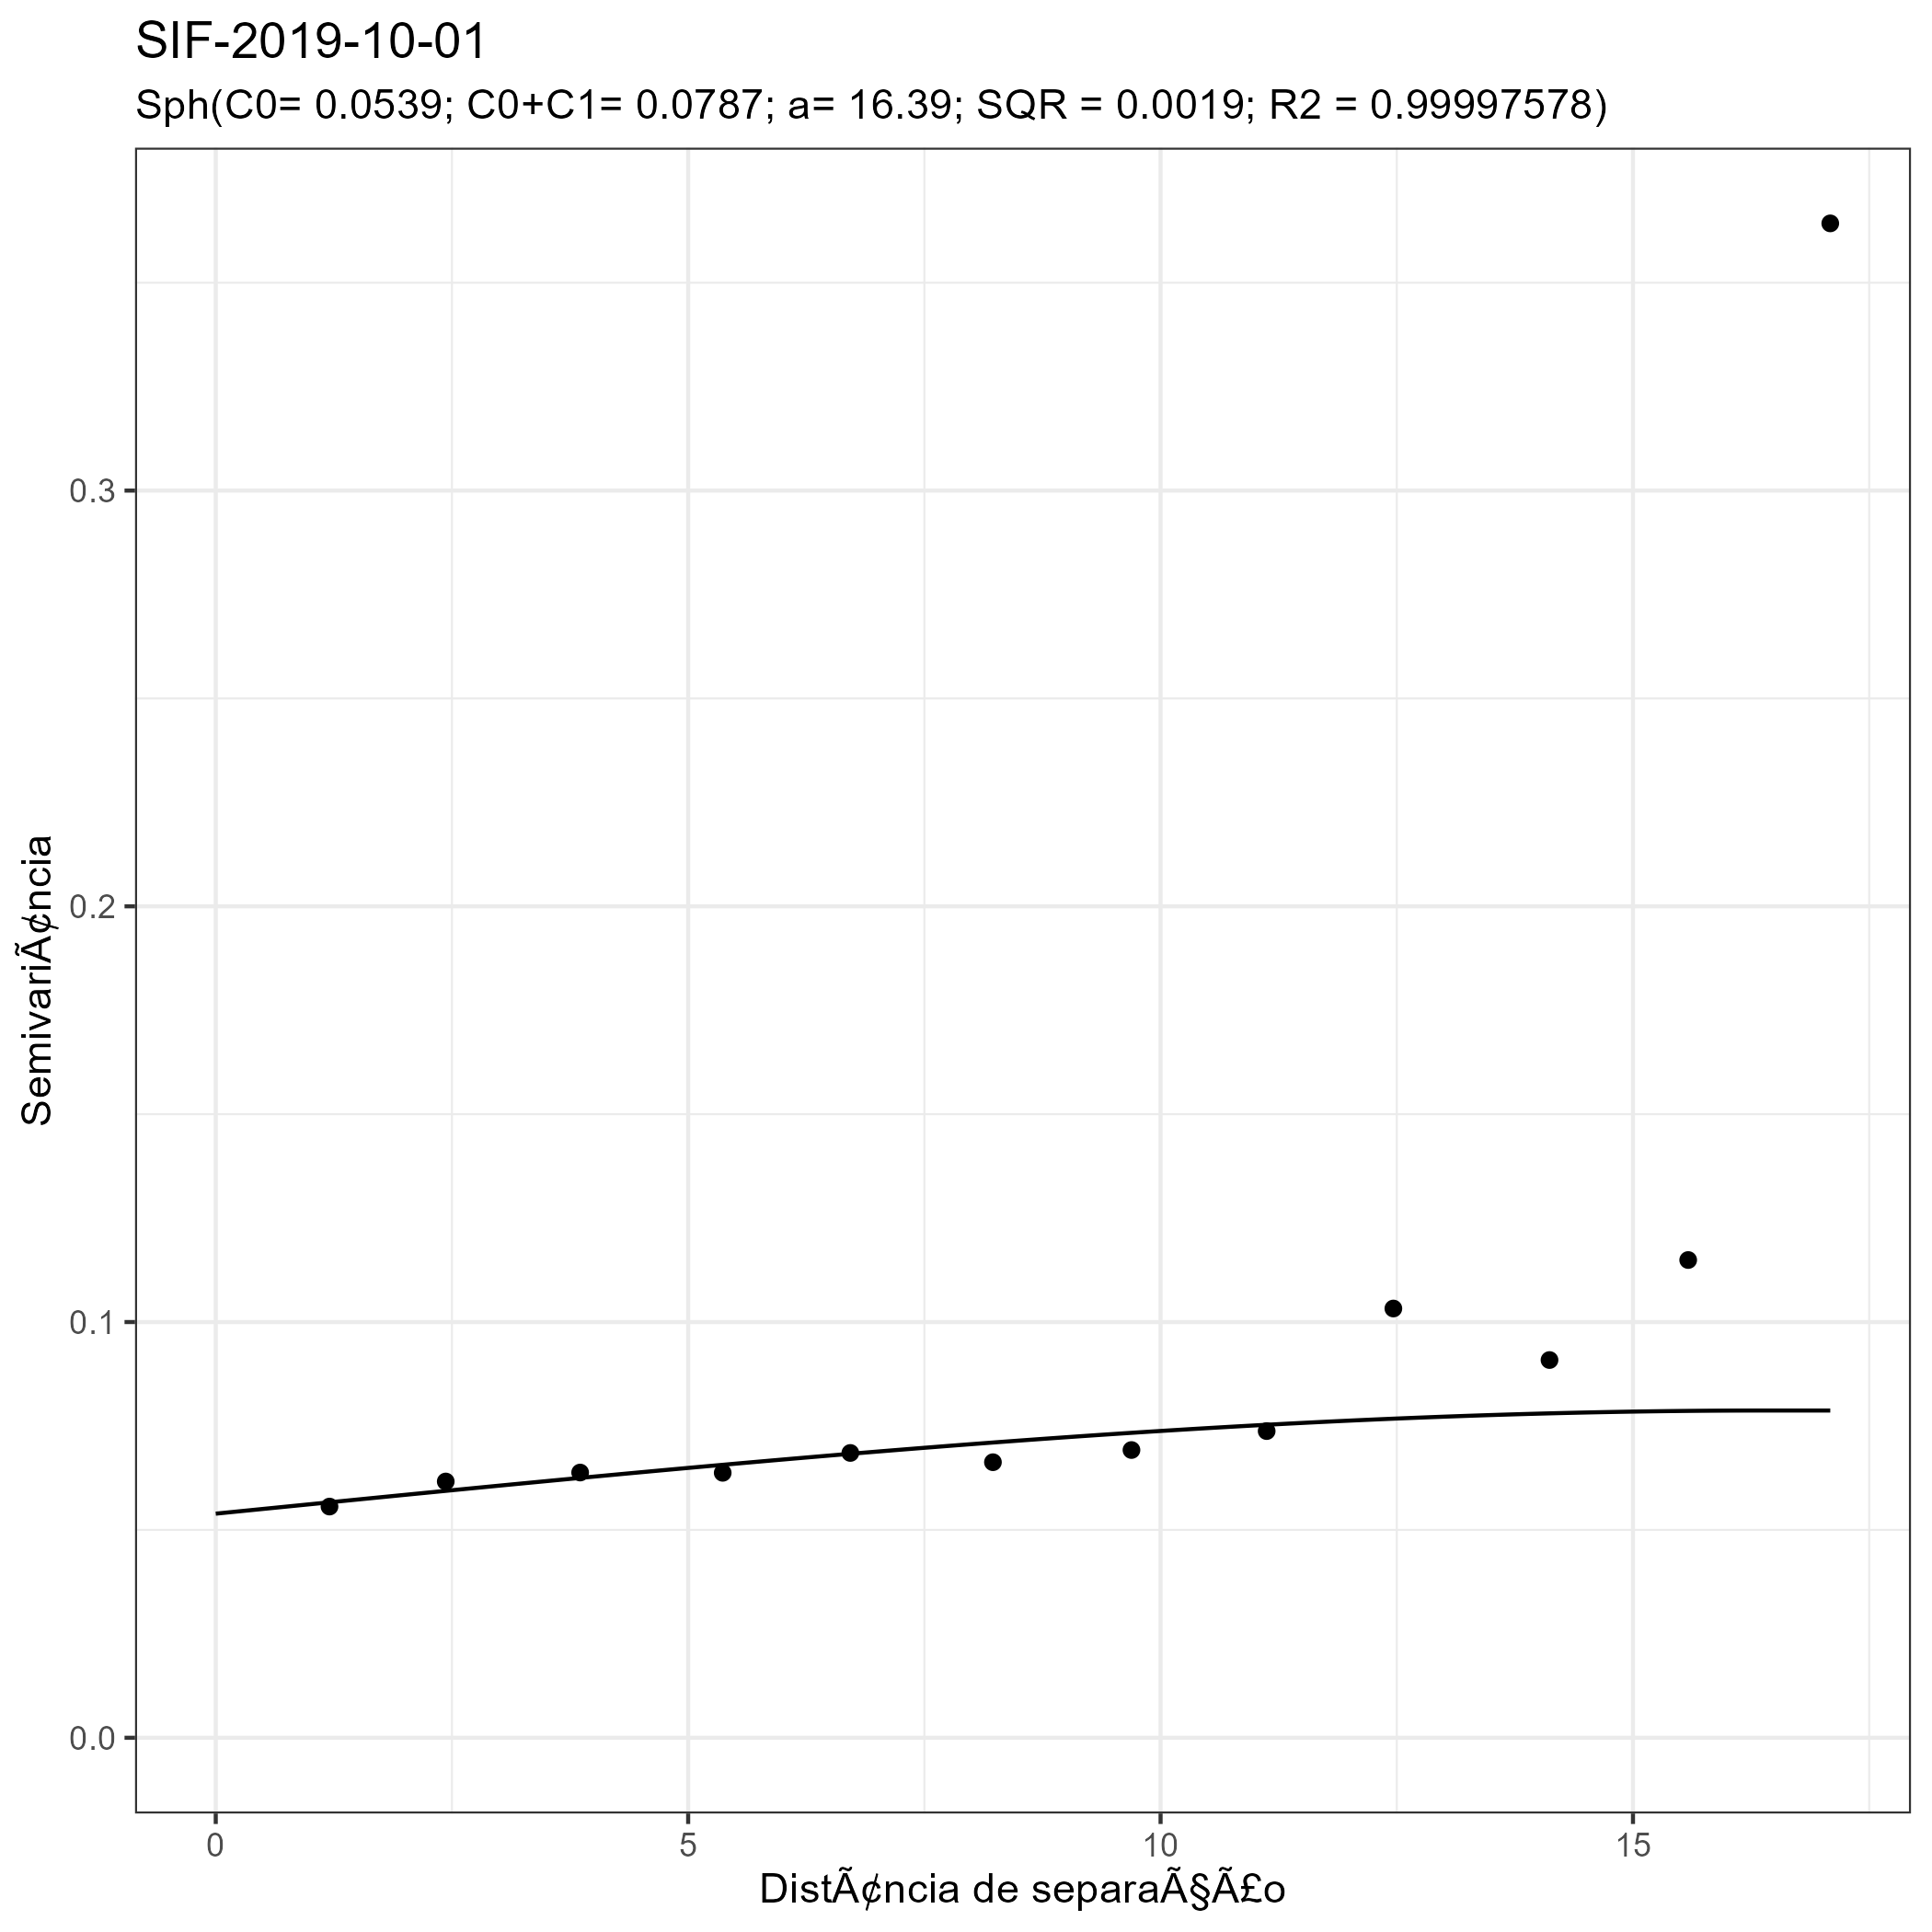 SIF-2019-10-01
Sph(C0= 0.0539; C0+C1= 0.0787; a= 16.39; SQR = 0.0019; R2 = 0.99997578)
SemivariÃ¢ncia
0.3
0.2
0.1
0.0
0 5 10 15
DistÃ¢ncia de separaÃ§Ã£o